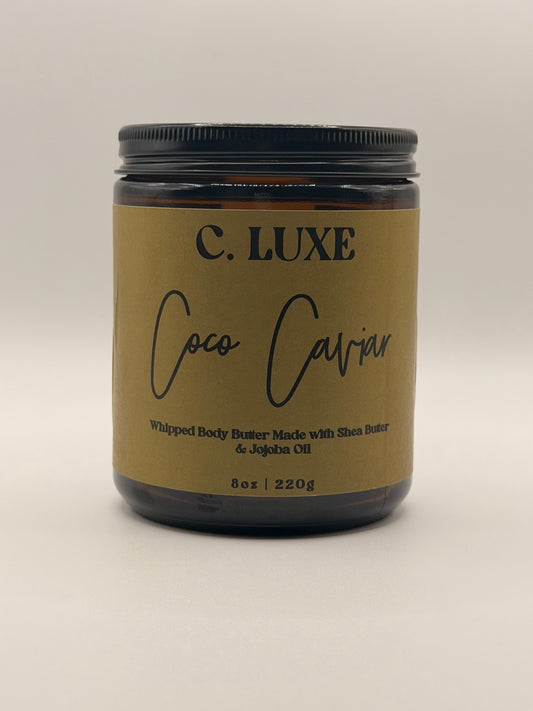 C. LUXE
Coco Caviar
Whipped Body Butter Made with Shea Butter
& Jojoba Oil
8oz | 220g